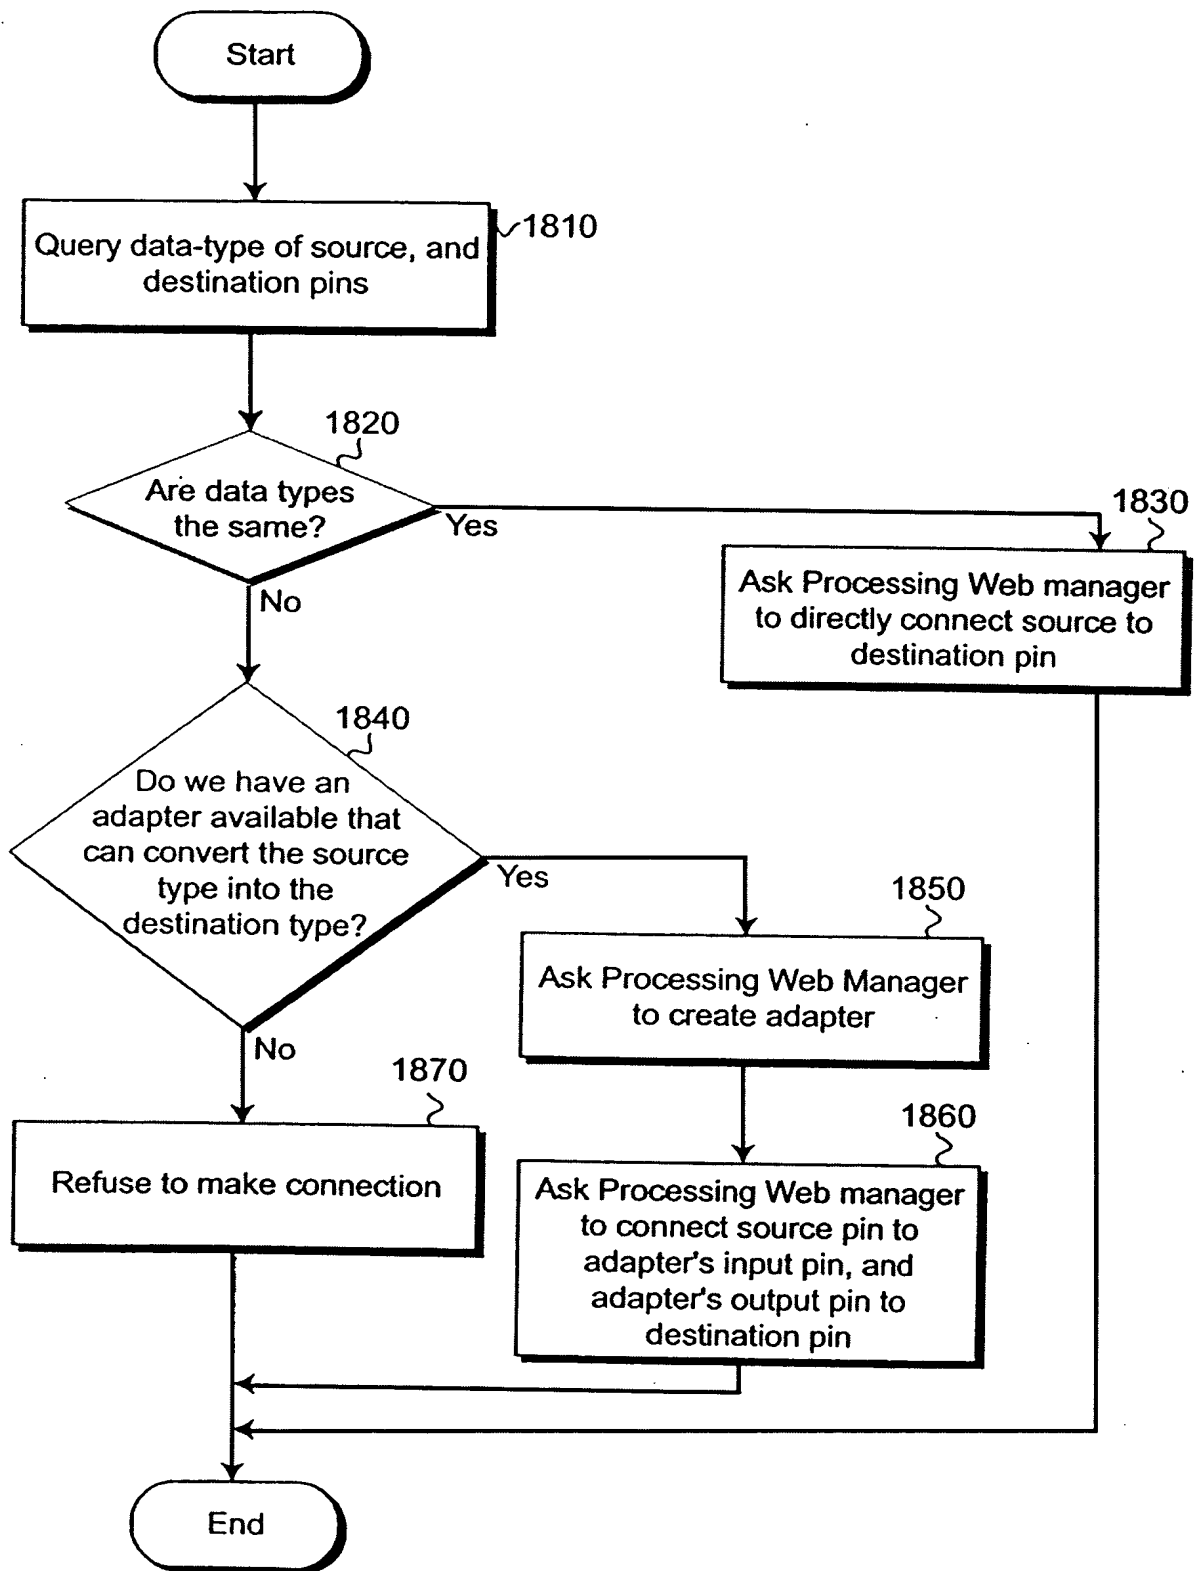 Start
1810
Query data-type of source, and
destination pins
1820
Are data types
the same?
Yes
No
1830
Ask Processing Web manager
to directly connect source to
destination pin
1840
Do we have an
adapter available that
can convert the source
type into the
destination type?
Yes
No
1850
Ask Processing Web Manager
to create adapter
1860
Ask Processing Web manager
to connect source pin to
adapter's input pin, and
adapter's output pin to
destination pin
1870
Refuse to make connection
End